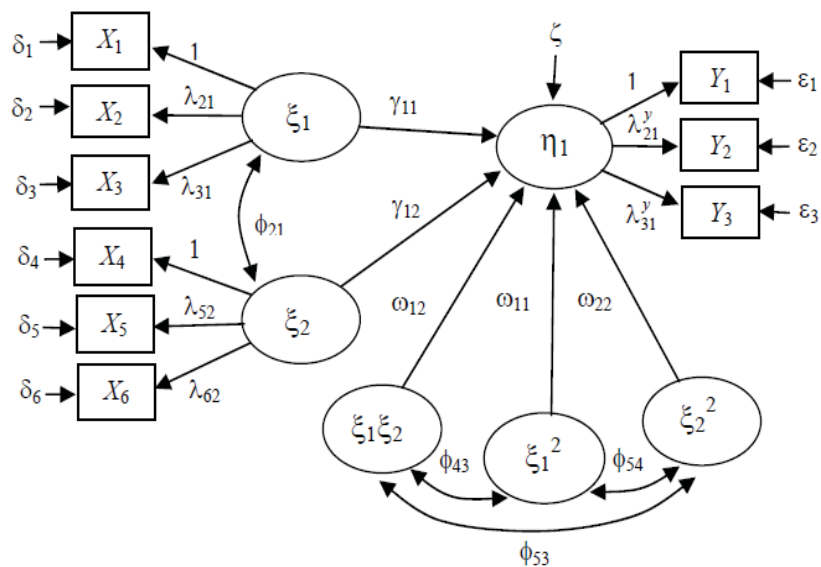 δ₁ X₁ 1
δ₂ X₂ λ₂₁
δ₃ X₃ λ₃₁
ξ₁
γ₁₁
ϕ₂₁
δ₄ X₄ 1
δ₅ X₅ λ₅₂
δ₆ X₆ λ₆₂
ξ₂
γ₁₂
ζ
η₁
1 Y₁ ε₁
λ₂₁ʸ Y₂ ε₂
λ₃₁ʸ Y₃ ε₃
ω₁₂ ω₁₁ ω₂₂
ξ₁ξ₂ ξ₁² ξ₂²
ϕ₄₃ ϕ₅₄
ϕ₅₃